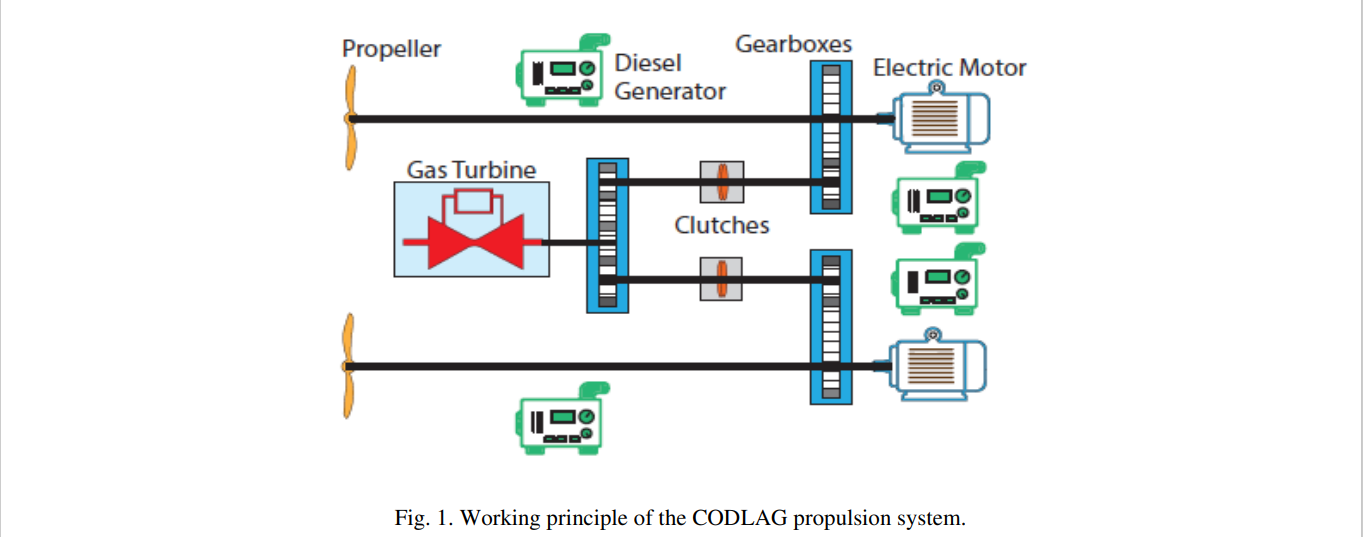 Propeller
Diesel
Generator
Gearboxes
Electric Motor
Gas Turbine
Clutches
Fig. 1. Working principle of the CODLAG propulsion system.